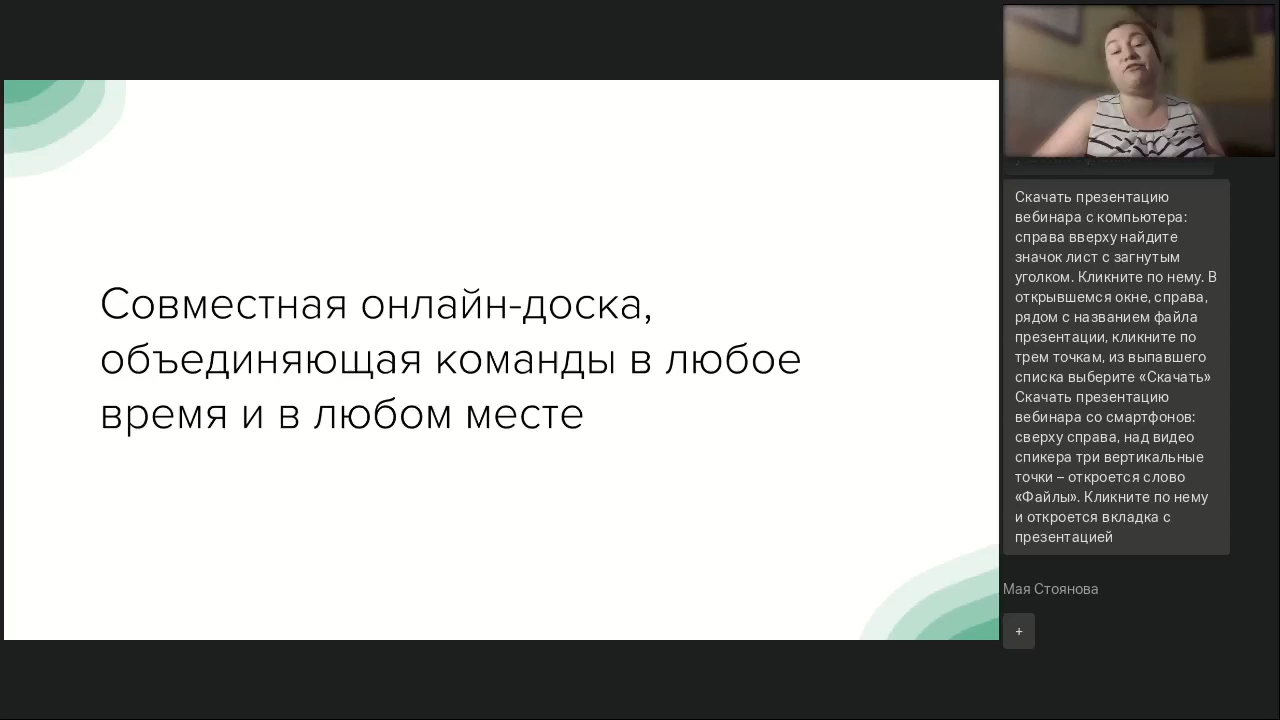 Совместная онлайн-доска,
объединяющая команды в любое
время и в любом месте
Скачать презентацию
вебинара с компьютера:
справа вверху найдите
значок лист с загнутым
уголком. Кликните по нему. В
открывшемся окне, справа,
рядом с названием файла
презентации, кликните по
трем точкам, из выпавшего
списка выберите «Скачать»
Скачать презентацию
вебинара со смартфонов:
сверху справа, над видео
спикера три вертикальные
точки – откроется слово
«Файлы». Кликните по нему
и откроется вкладка с
презентацией
Мая Стоянова
+